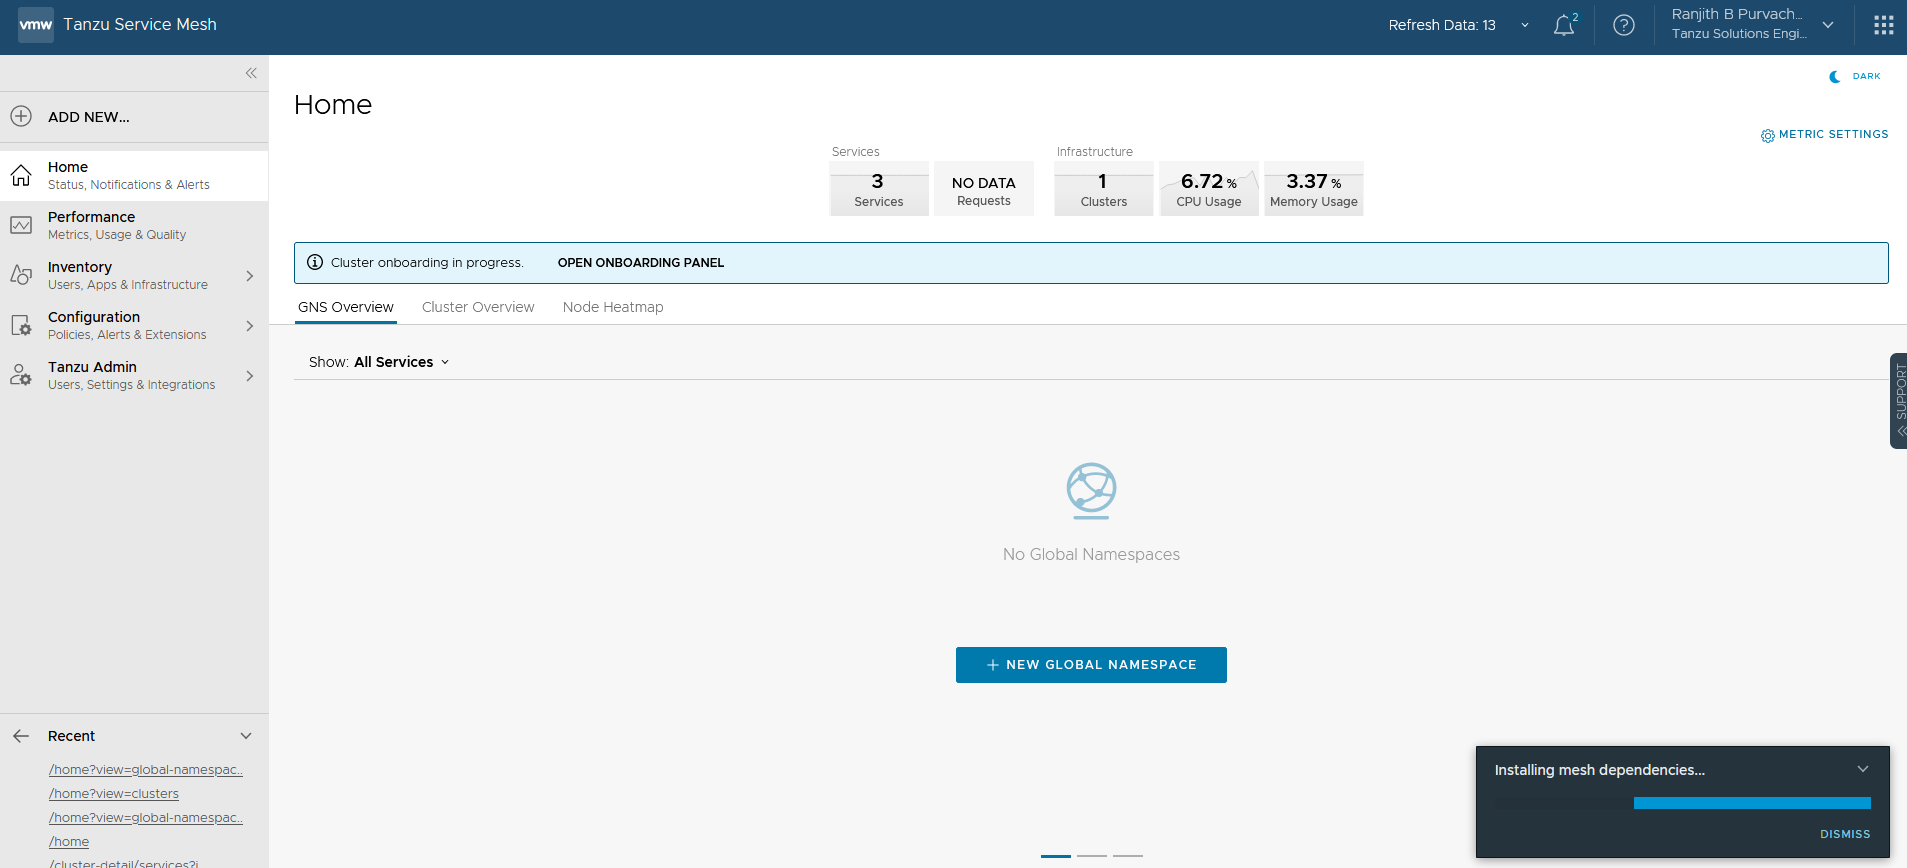 vmw Tanzu Service Mesh
Refresh Data: 13
2
Ranjith B Purvach...
Tanzu Solutions Engi...
ADD NEW...
Home
Status, Notifications & Alerts
Performance
Metrics, Usage & Quality
Inventory
Users, Apps & Infrastructure
Configuration
Policies, Alerts & Extensions
Tanzu Admin
Users, Settings & Integrations
Recent
/home?view=global-namespac..
/home?view=clusters
/home?view=global-namespac..
/home
/cluster-detail/services?i
DARK
Home
METRIC SETTINGS
Services
3
Services
NO DATA
Requests
Infrastructure
1
Clusters
6.72 %
CPU Usage
3.37 %
Memory Usage
Cluster onboarding in progress. OPEN ONBOARDING PANEL
GNS Overview Cluster Overview Node Heatmap
Show: All Services
No Global Namespaces
NEW GLOBAL NAMESPACE
SUPPORT
Installing mesh dependencies...
DISMISS